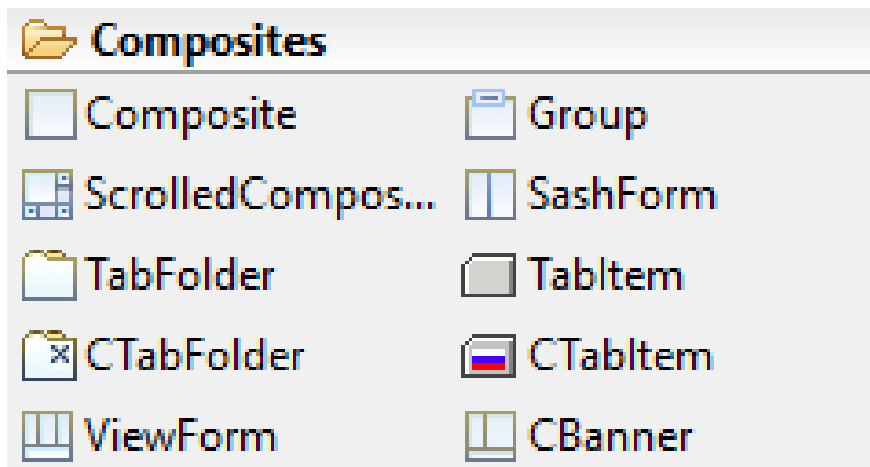 Composites
Composite Group
ScrolledCompos... SashForm
TabFolder TabItem
CTabFolder CTabItem
ViewForm CBanner